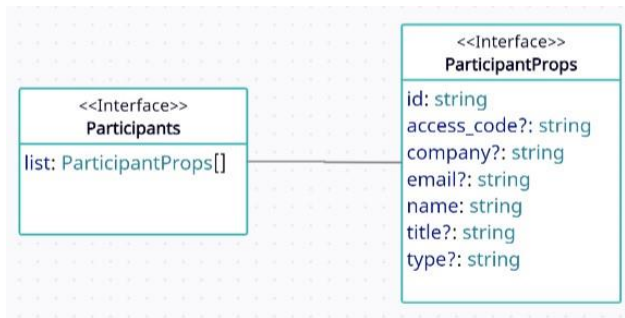 <<Interface>>
Participants
list: ParticipantProps[]
<<Interface>>
ParticipantProps
id: string
access_code?: string
company?: string
email?: string
name: string
title?: string
type?: string